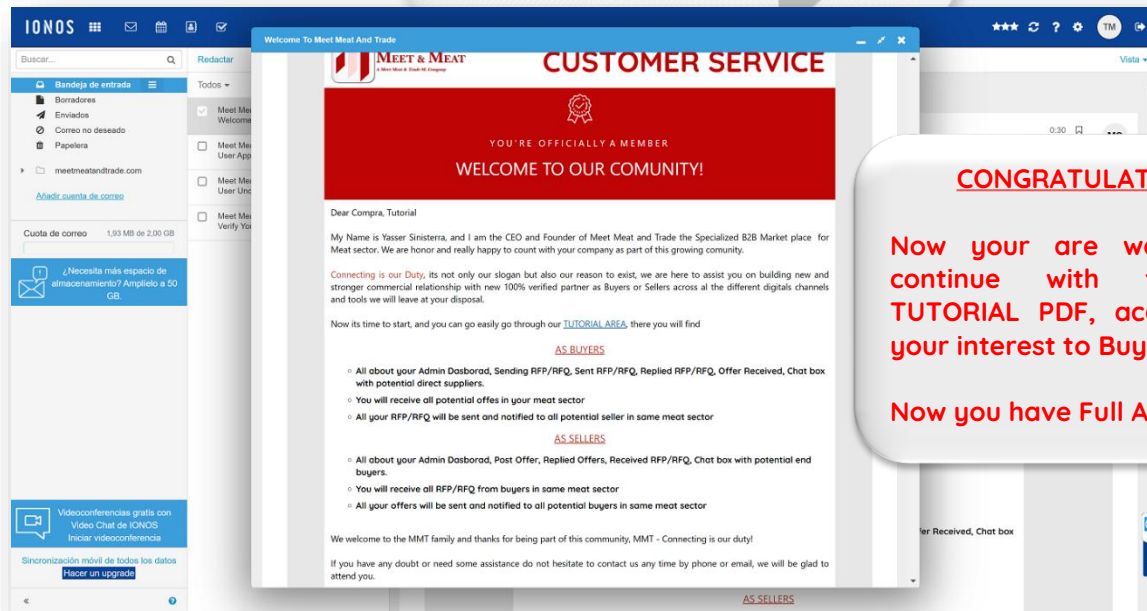 IONOS
TM
Welcome To Meet Meat And Trade
Buscar...
Redactar
Vista
Bandeja de entrada
Borradores
Enviados
Correo no deseado
Papelera
meetmeatandtrade.com
Añadir cuenta de correo
Cuota de correo 1,93 MB de 2,00 GB
¿Necesita más espacio de
almacenamiento? Amplíelo a 50
GB.
Videoconferencias gratis con
Video Chat de IONOS
Iniciar videoconferencia
Sincronización móvil de todos los datos
Hacer un upgrade
Todos
Meet
Welcome
Meet
User
Meet
User
Meet
Verify
MEET & MEAT
CUSTOMER SERVICE
YOU'RE OFFICIALLY A MEMBER
WELCOME TO OUR COMUNITY!
Dear Compra, Tutorial
My Name is Yasser Sinisterra, and I am the CEO and Founder of Meet Meat and Trade the Specialized B2B Market place for
Meat sector. We are honor and really happy to count with your company as part of this growing comunity.
Connecting is our Duty, its not only our slogan but also our reason to exist, we are here to assist you on building new and
stronger commercial relationship with new 100% verified partner as Buyers or Sellers across al the different digitals channels
and tools we will leave at your disposal.
Now its time to start, and you can go easily go through our TUTORIAL AREA, there you will find
AS BUYERS
All about your Admin Dasborad, Sending RFP/RFQ, Sent RFP/RFQ, Replied RFP/RFQ, Offer Received, Chat box
with potential direct suppliers.
You will receive all potential offes in your meat sector
All your RFP/RFQ will be sent and notified to all potential seller in same meat sector
AS SELLERS
All about your Admin Dasborad, Post Offer, Replied Offers, Received RFP/RFQ, Chat box with potential end
buyers.
You will receive all RFP/RFQ from buyers in same meat sector
All your offers will be sent and notified to all potential buyers in same meat sector
We welcome to the MMT family and thanks for being part of this community, MMT - Connecting is our duty!
If you have any doubt or need some assistance do not hesitate to contact us any time by phone or email, we will be glad to
attend you.
0:30
CONGRATULAT
Now your are we
continue with
TUTORIAL PDF, ac
your interest to Buy
Now you have Full A
er Received, Chat box
AS SELLERS